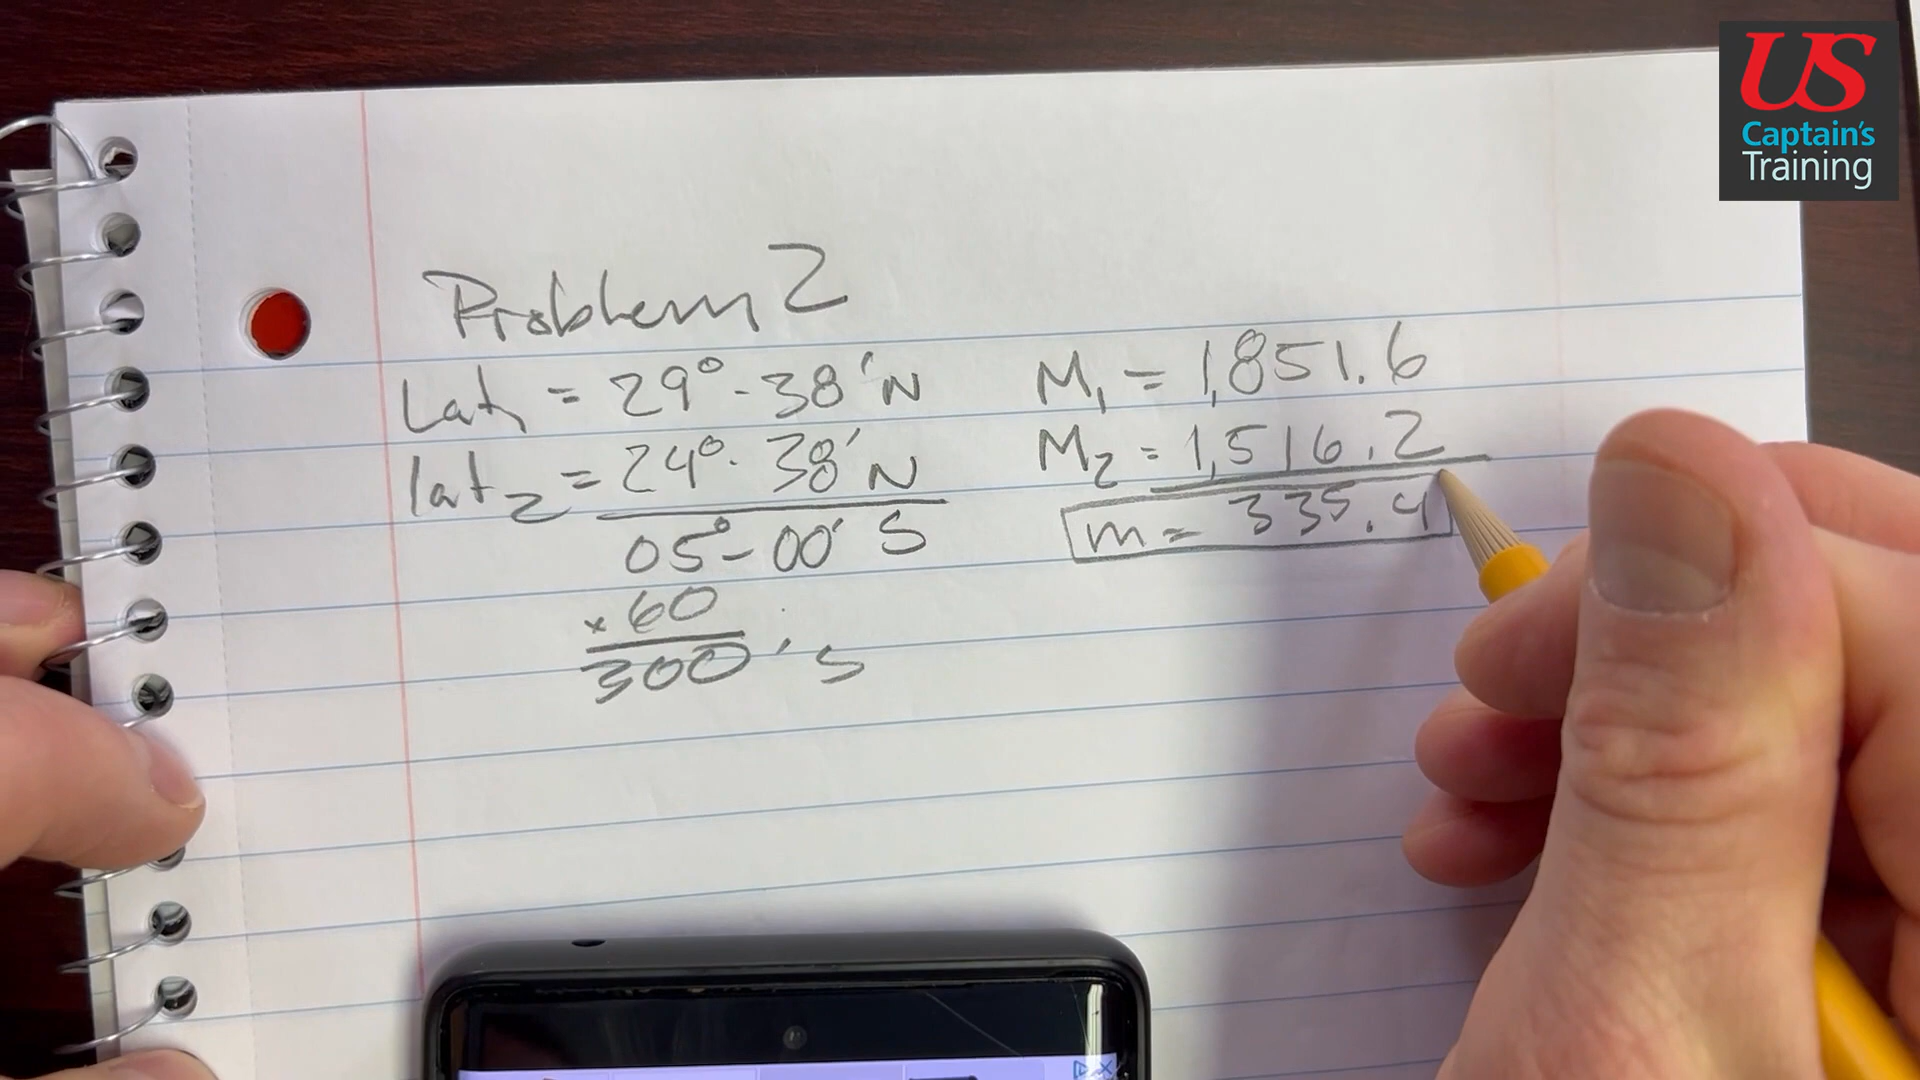 US
Captain's
Training
Problem 2
Lat₁ = 29°-38'N
M₁ = 1,851.6
Lat₂ = 24°-38'N
M₂ = 1,516.2
05°-00' S
m = 335.4
x 60
300' S